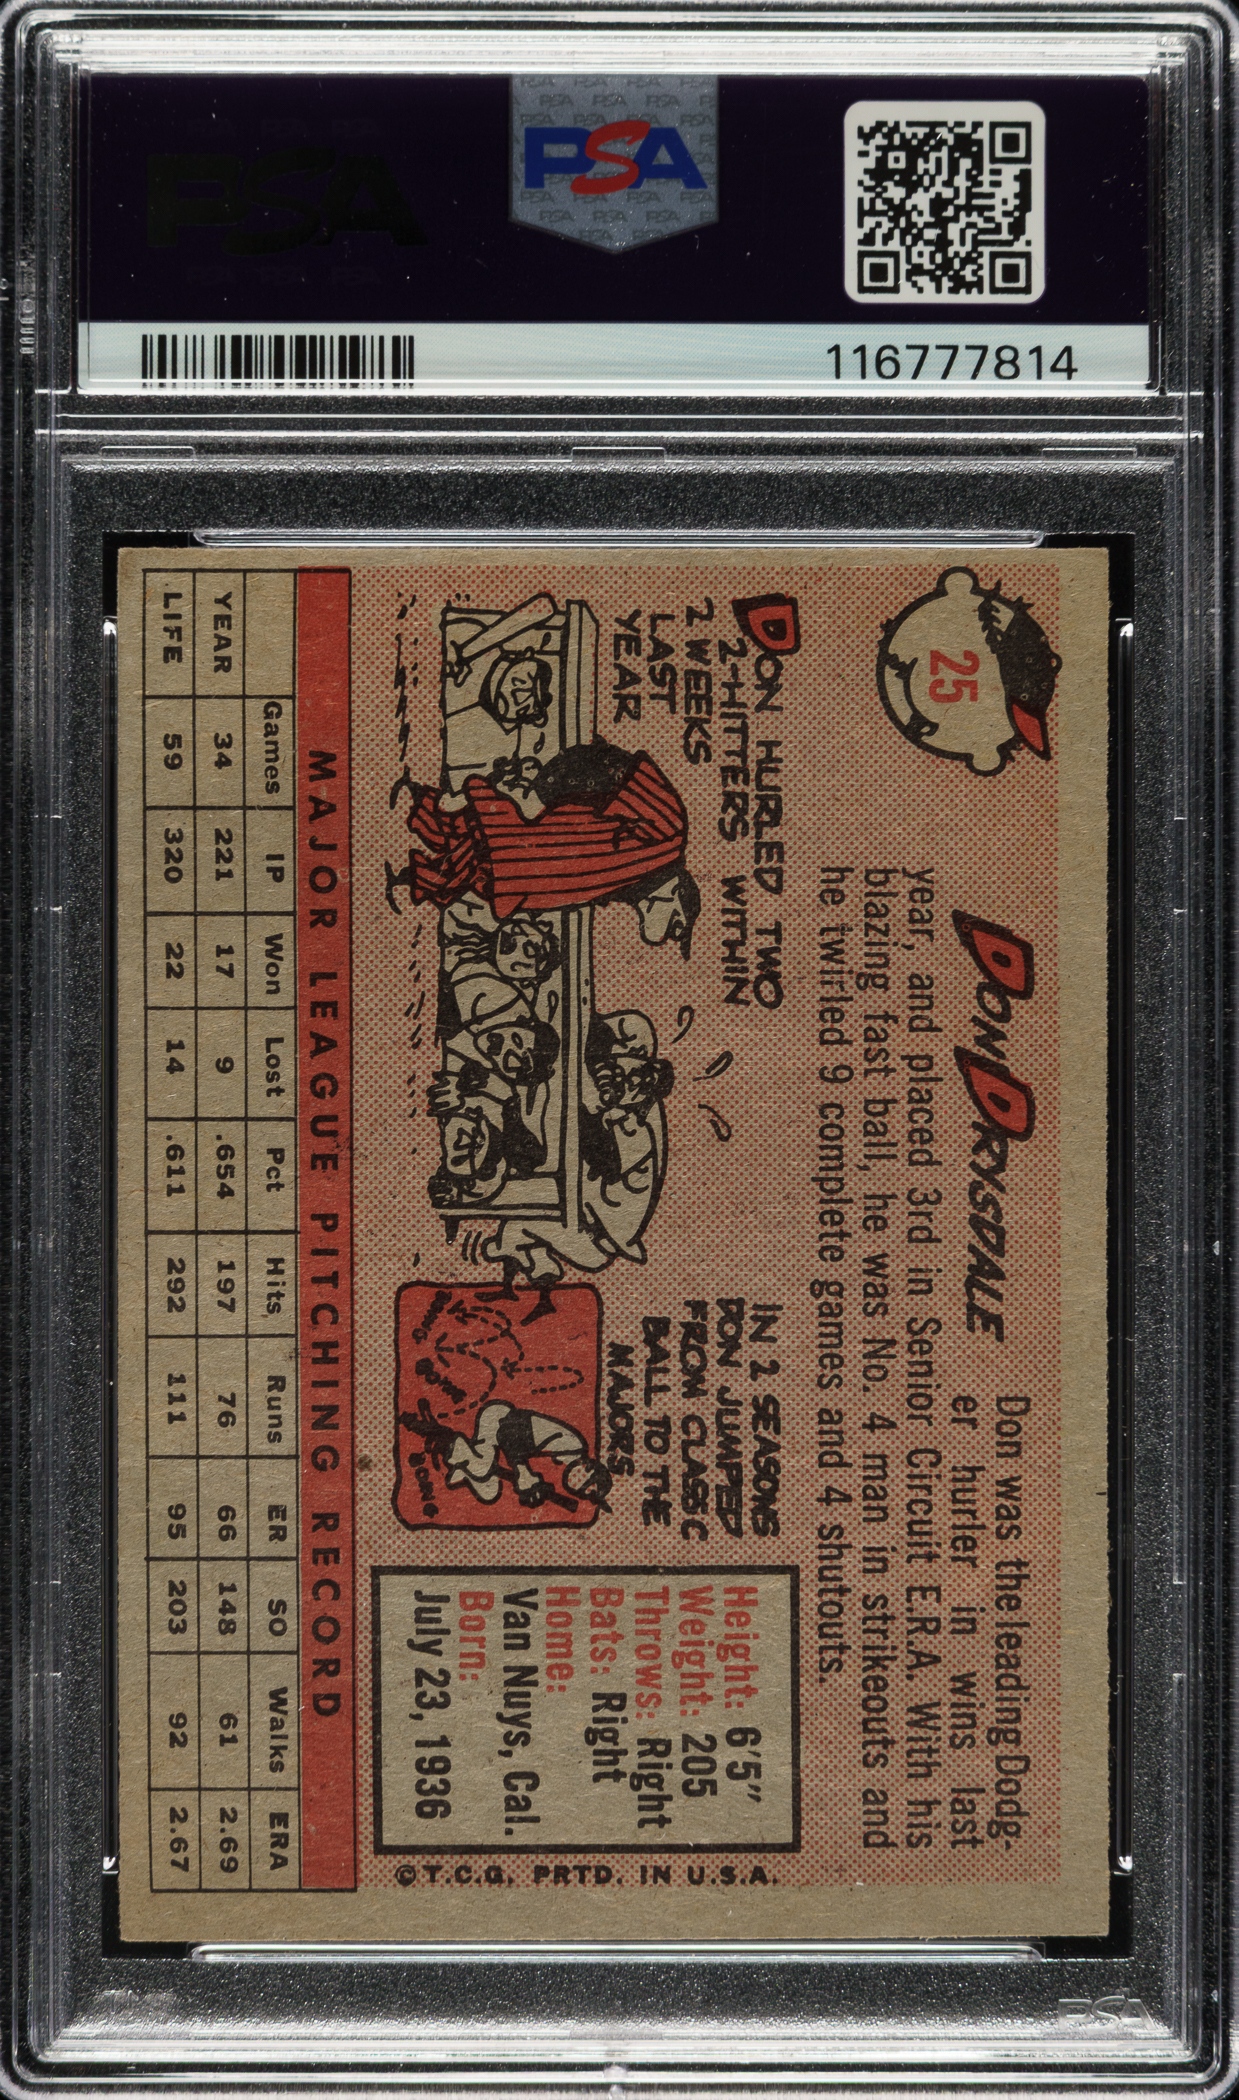 PSA
PSA
116777814
25
DON DRYSDALE
Don was the leading Dodg-
er hurler in wins last
year, and placed 3rd in Senior Circuit E.R.A. With his
blazing fast ball, he was No. 4 man in strikeouts and
he twirled 9 complete games and 4 shutouts.
DON HURLED TWO
2-HITTERS WITHIN
2 WEEKS
LAST
YEAR
IN 2 SEASONS
DON JUMPED
FROM CLASS C
BALL TO THE
MAJORS
BOING
Height: 6'5"
Weight: 205
Throws: Right
Bats: Right
Home:
Van Nuys, Cal.
Born:
July 23, 1936
© T.C.G. PRTD. IN U.S.A.
MAJOR LEAGUE PITCHING RECORD
Games IP Won Lost Pct Hits Runs ER SO Walks ERA
YEAR 34 221 17 9 .654 197 76 66 148 61 2.69
LIFE 59 320 22 14 .611 292 111 95 203 92 2.67
PSA